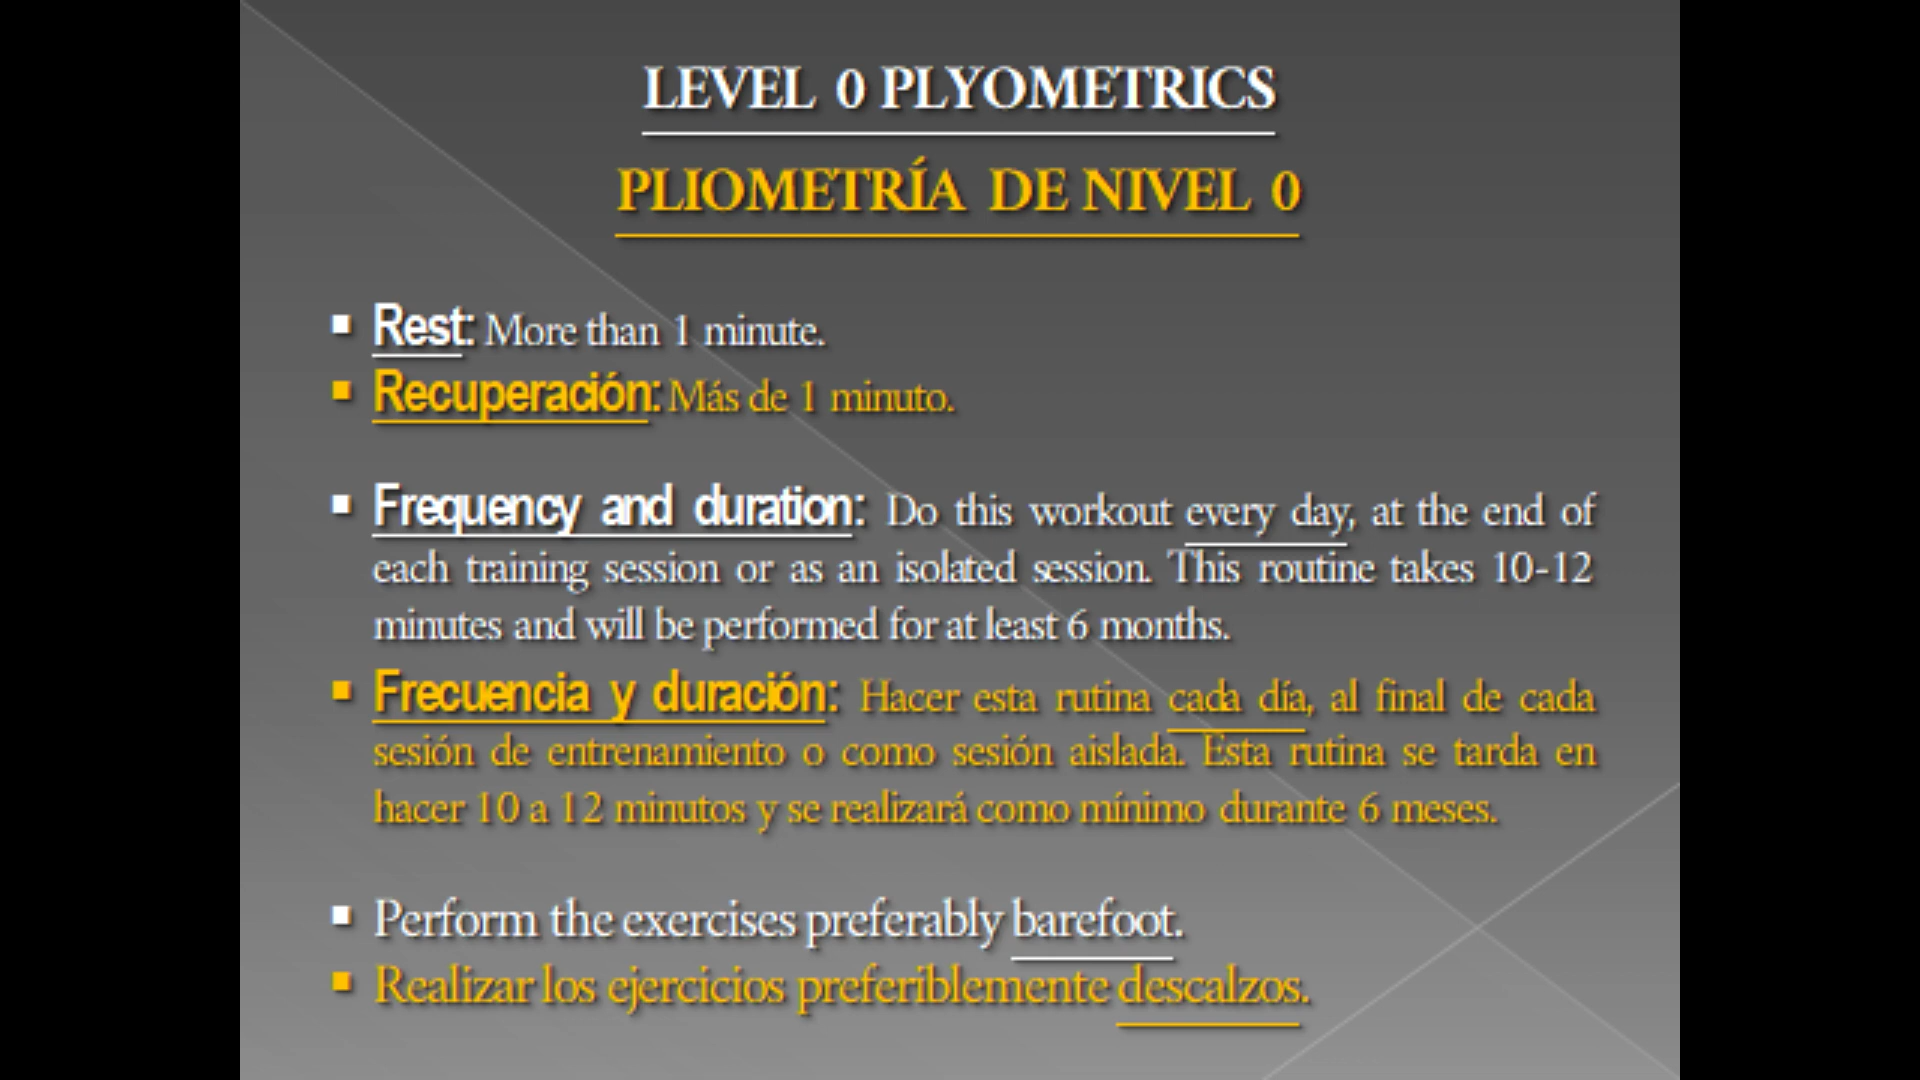 LEVEL 0 PLYOMETRICS
PLIOMETRÍA DE NIVEL 0
▪ Rest: More than 1 minute.
▪ Recuperación: Más de 1 minuto.
▪ Frequency and duration: Do this workout every day, at the end of
each training session or as an isolated session. This routine takes 10-12
minutes and will be performed for at least 6 months.
▪ Frecuencia y duración: Hacer esta rutina cada día, al final de cada
sesión de entrenamiento o como sesión aislada. Esta rutina se tarda en
hacer 10 a 12 minutos y se realizará como mínimo durante 6 meses.
▪ Perform the exercises preferably barefoot.
▪ Realizar los ejercicios preferiblemente descalzos.